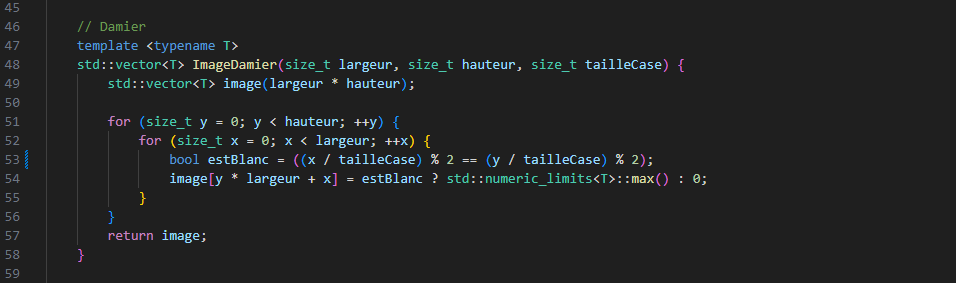 45
46 // Damier
47 template <typename T>
48 std::vector<T> ImageDamier(size_t largeur, size_t hauteur, size_t tailleCase) {
49 std::vector<T> image(largeur * hauteur);
50
51 for (size_t y = 0; y < hauteur; ++y) {
52 for (size_t x = 0; x < largeur; ++x) {
53 bool estBlanc = ((x / tailleCase) % 2 == (y / tailleCase) % 2);
54 image[y * largeur + x] = estBlanc ? std::numeric_limits<T>::max() : 0;
55 }
56 }
57 return image;
58 }
59